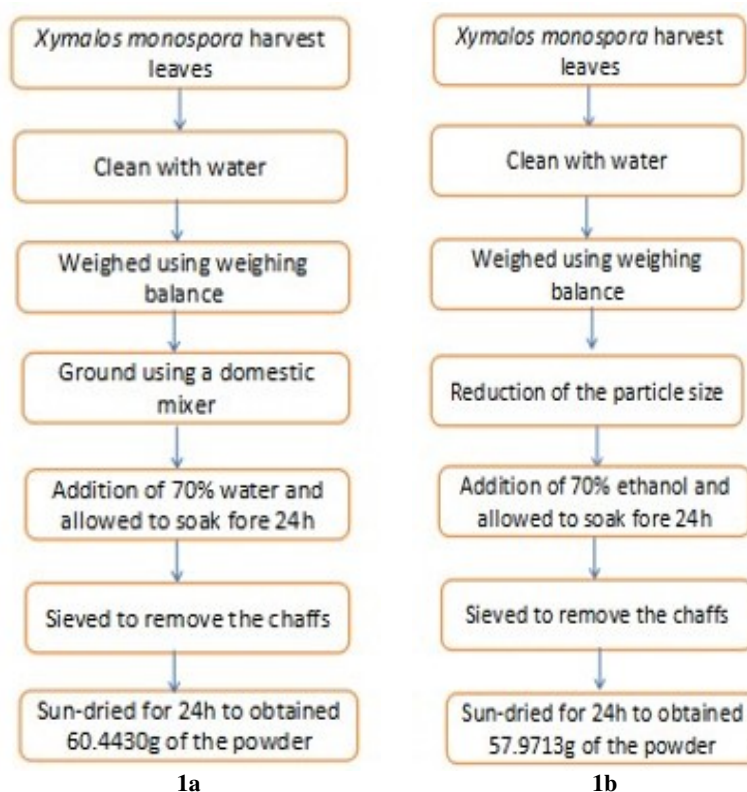 Xymalos monospora harvest
leaves
Clean with water
Weighed using weighing
balance
Ground using a domestic
mixer
Addition of 70% water and
allowed to soak fore 24h
Sieved to remove the chaffs
Sun-dried for 24h to obtained
60.4430g of the powder
1a
Xymalos monospora harvest
leaves
Clean with water
Weighed using weighing
balance
Reduction of the particle size
Addition of 70% ethanol and
allowed to soak fore 24h
Sieved to remove the chaffs
Sun-dried for 24h to obtained
57.9713g of the powder
1b